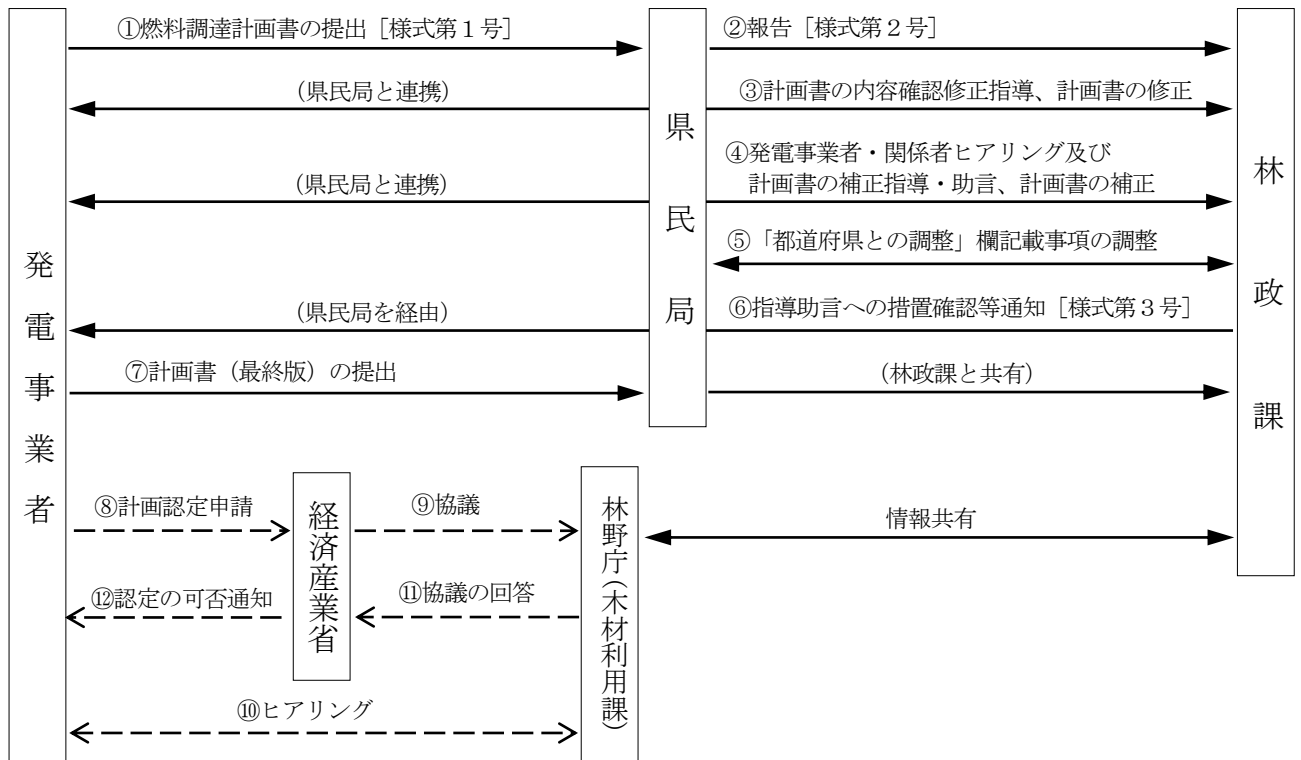 ①燃料調達計画書の提出［様式第１号］
②報告［様式第２号］
（県民局と連携）
③計画書の内容確認修正指導、計画書の修正
④発電事業者・関係者ヒアリング及び
計画書の補正指導・助言、計画書の補正
（県民局と連携）
⑤「都道府県との調整」欄記載事項の調整
（県民局を経由）
⑥指導助言への措置確認等通知［様式第３号］
⑦計画書（最終版）の提出
（林政課と共有）
発電事業者
県民局
林政課
⑧計画認定申請
⑨協議
情報共有
⑫認定の可否通知
⑪協議の回答
経済産業省
林野庁（木材利用課）
⑩ヒアリング